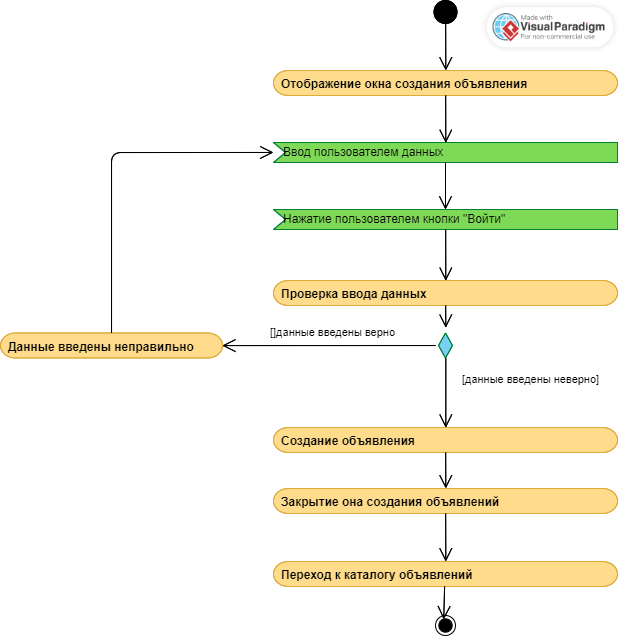 Made with
VisualParadigm
For non-commercial use
Отображение окна создания объявления
Ввод пользователем данных
Нажатие пользователем кнопки "Войти"
Проверка ввода данных
[]данные введены верно
Данные введены неправильно
[данные введены неверно]
Создание объявления
Закрытие она создания объявлений
Переход к каталогу объявлений